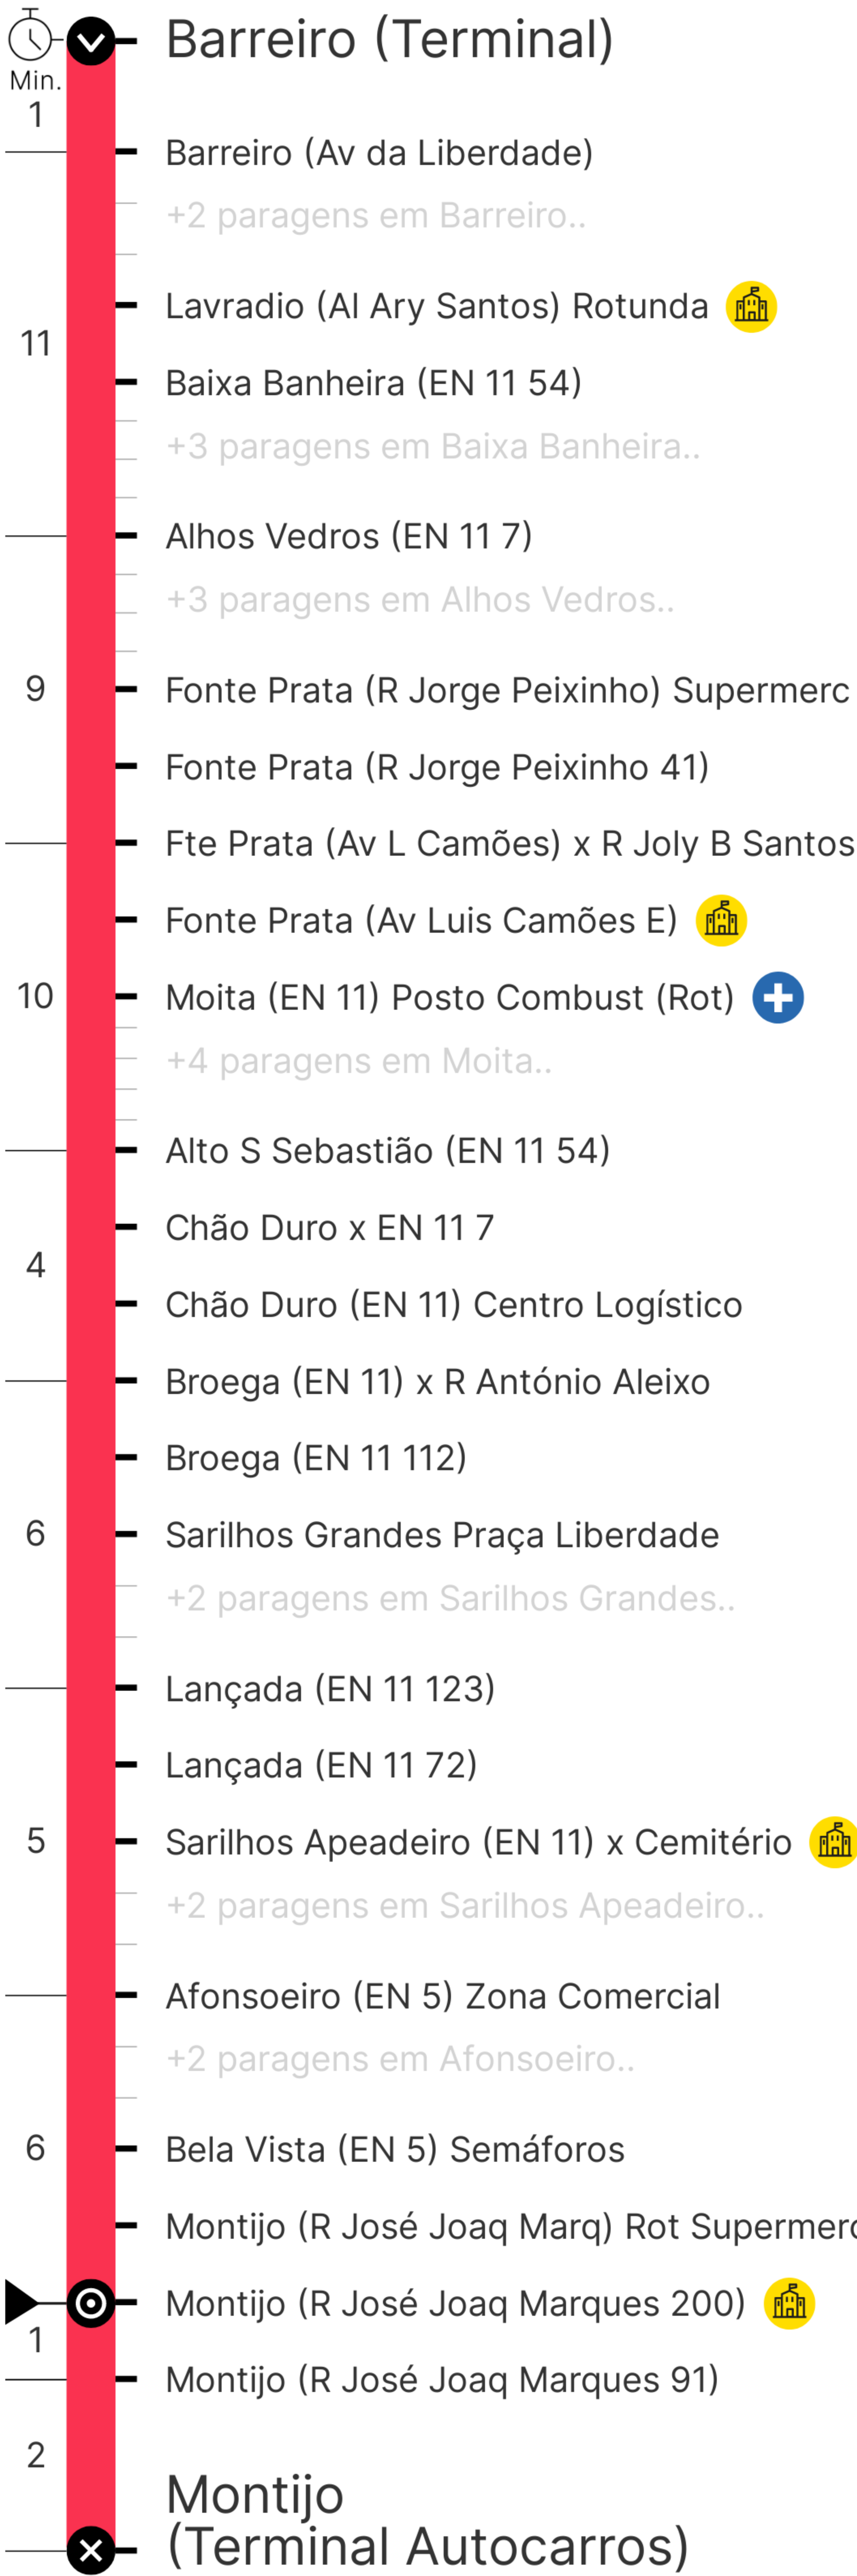 Barreiro (Terminal)
Min.
1
Barreiro (Av da Liberdade)
+2 paragens em Barreiro..
Lavradio (Al Ary Santos) Rotunda
11
Baixa Banheira (EN 11 54)
+3 paragens em Baixa Banheira..
Alhos Vedros (EN 11 7)
+3 paragens em Alhos Vedros..
9
Fonte Prata (R Jorge Peixinho) Supermerc
Fonte Prata (R Jorge Peixinho 41)
Fte Prata (Av L Camões) x R Joly B Santos
Fonte Prata (Av Luis Camões E)
10
Moita (EN 11) Posto Combust (Rot)
+4 paragens em Moita..
Alto S Sebastião (EN 11 54)
Chão Duro x EN 11 7
4
Chão Duro (EN 11) Centro Logístico
Broega (EN 11) x R António Aleixo
Broega (EN 11 112)
6
Sarilhos Grandes Praça Liberdade
+2 paragens em Sarilhos Grandes..
Lançada (EN 11 123)
Lançada (EN 11 72)
5
Sarilhos Apeadeiro (EN 11) x Cemitério
+2 paragens em Sarilhos Apeadeiro..
Afonsoeiro (EN 5) Zona Comercial
+2 paragens em Afonsoeiro..
6
Bela Vista (EN 5) Semáforos
Montijo (R José Joaq Marq) Rot Supermerc
Montijo (R José Joaq Marques 200)
1
Montijo (R José Joaq Marques 91)
2
Montijo
(Terminal Autocarros)